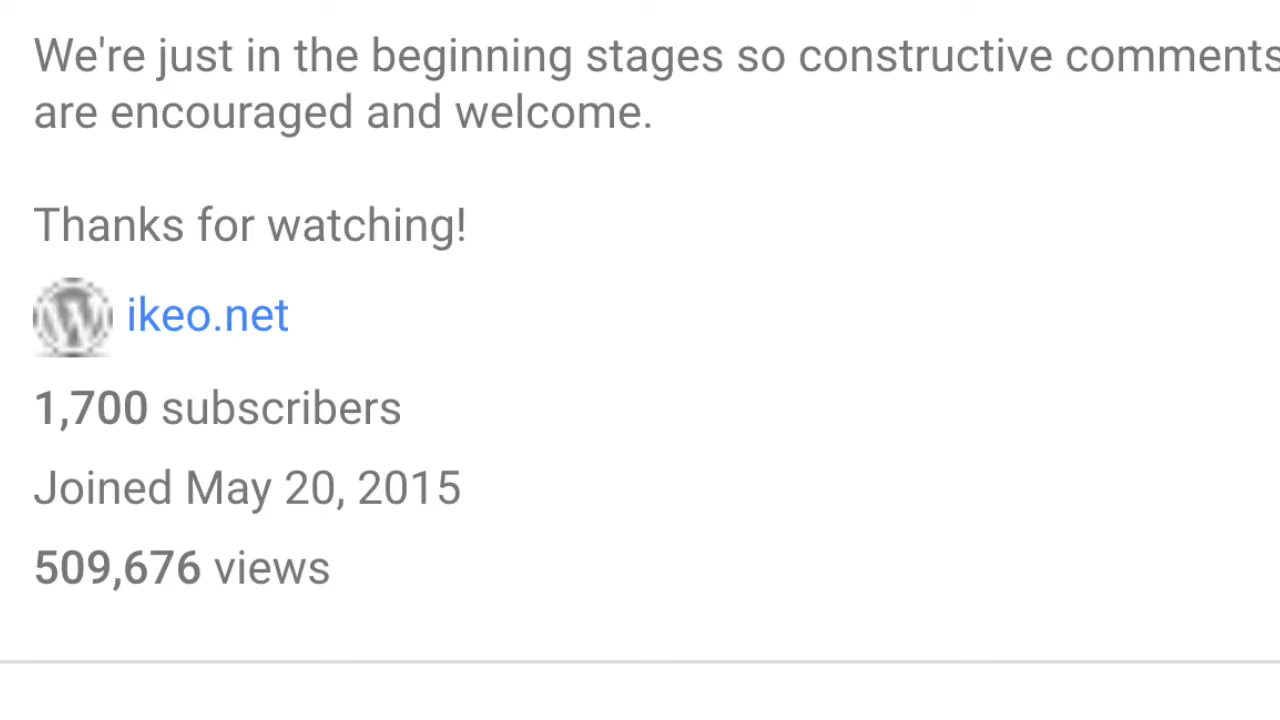 We're just in the beginning stages so constructive comments
are encouraged and welcome.
Thanks for watching!
ikeo.net
1,700 subscribers
Joined May 20, 2015
509,676 views